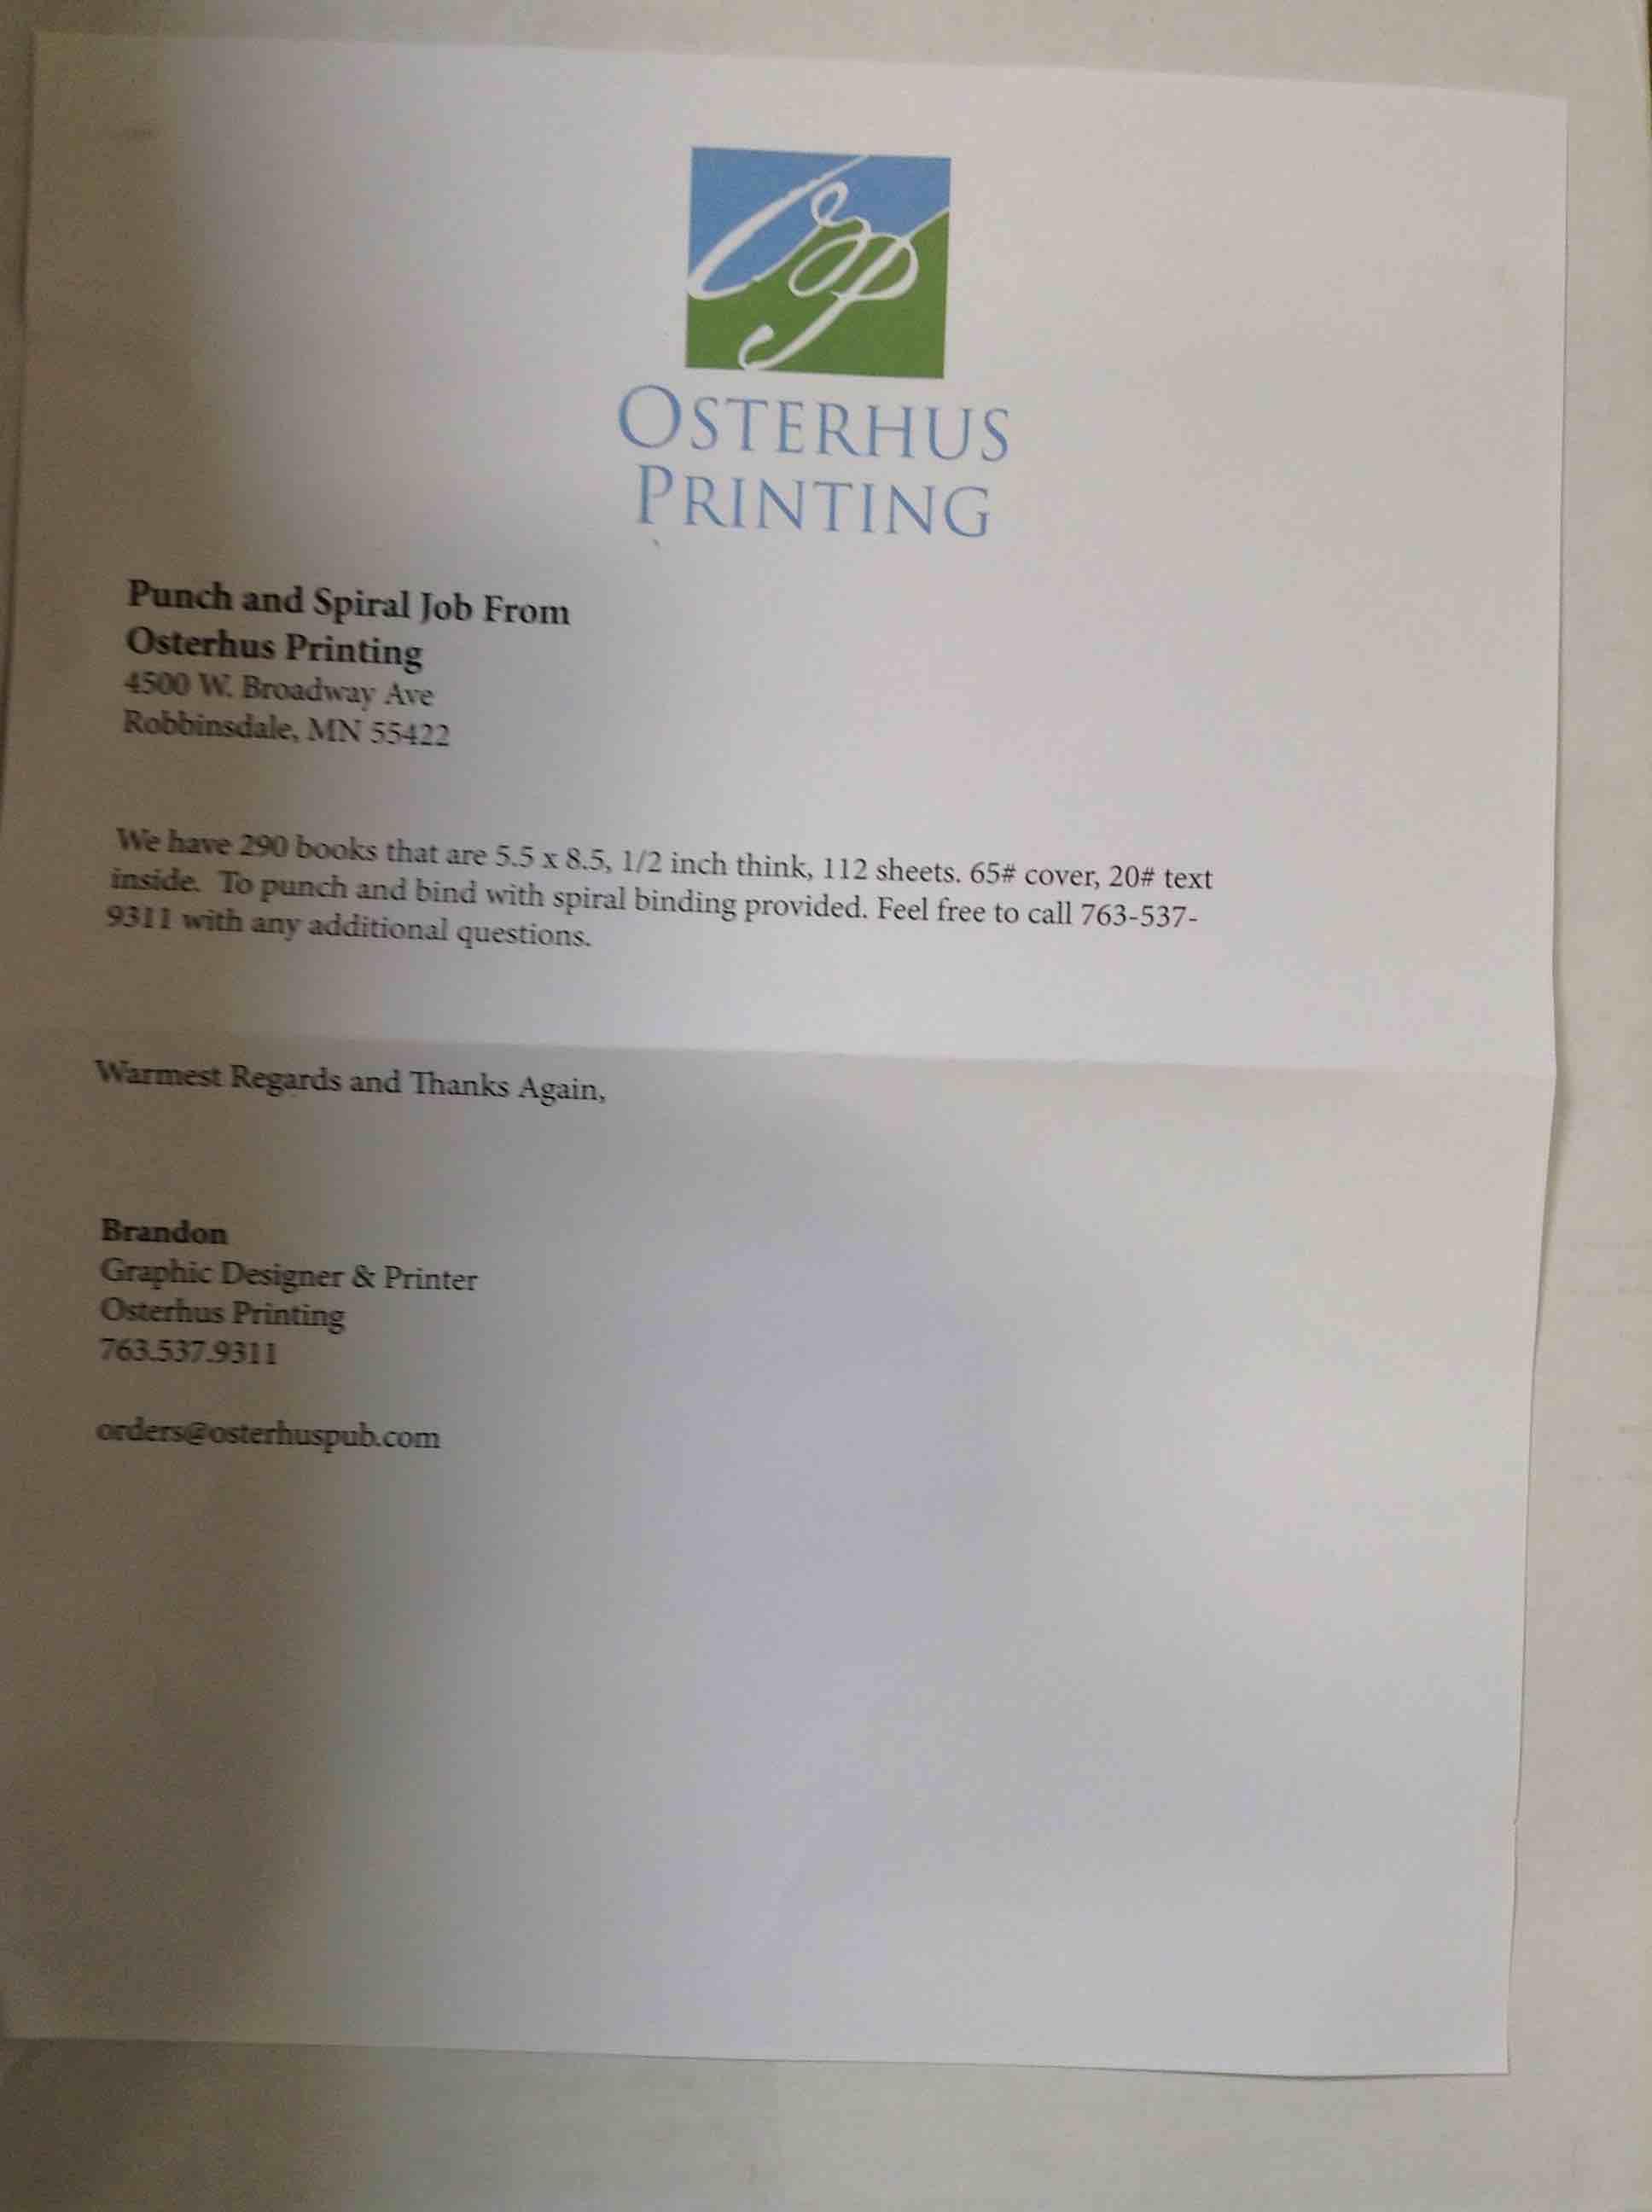 OP
OSTERHUS
PRINTING
Punch and Spiral Job From
Osterhus Printing
4500 W. Broadway Ave
Robbinsdale, MN 55422
We have 290 books that are 5.5 x 8.5, 1/2 inch think, 112 sheets. 65# cover, 20# text
inside. To punch and bind with spiral binding provided. Feel free to call 763-537-
9311 with any additional questions.
Warmest Regards and Thanks Again,
Brandon
Graphic Designer & Printer
Osterhus Printing
763.537.9311
orders@osterhuspub.com